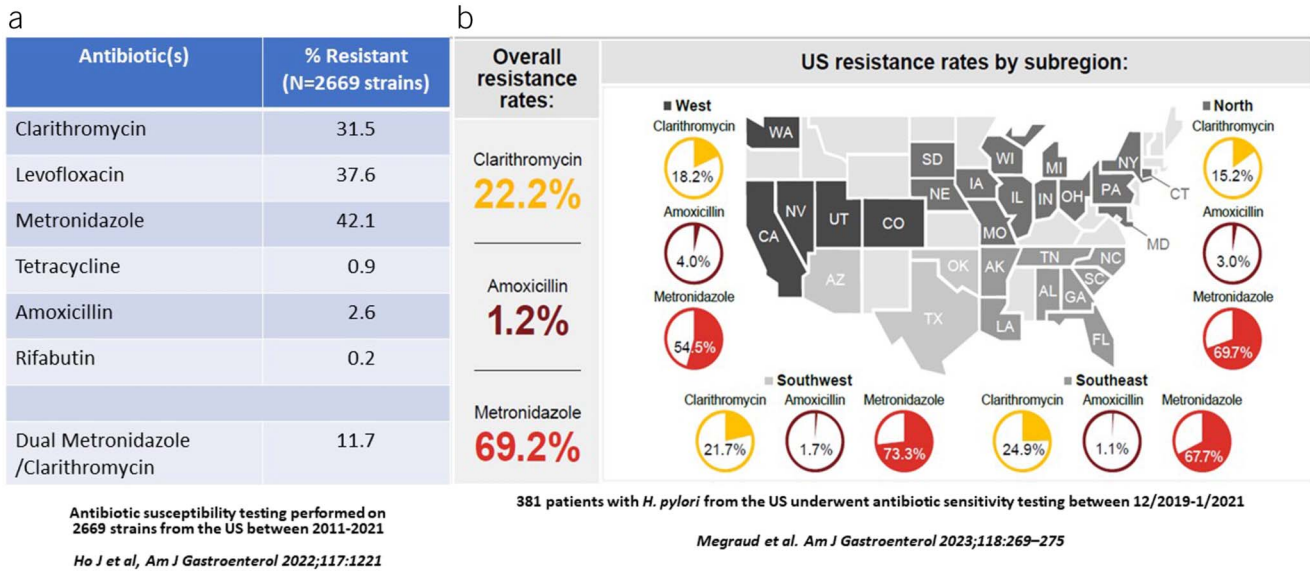 a
Antibiotic(s)
% Resistant
(N=2669 strains)
Clarithromycin
31.5
Levofloxacin
37.6
Metronidazole
42.1
Tetracycline
0.9
Amoxicillin
2.6
Rifabutin
0.2
Dual Metronidazole
/Clarithromycin
11.7
Antibiotic susceptibility testing performed on
2669 strains from the US between 2011-2021
Ho J et al, Am J Gastroenterol 2022;117:1221
b
Overall
resistance
rates:
Clarithromycin
22.2%
Amoxicillin
1.2%
Metronidazole
69.2%
US resistance rates by subregion:
West
Clarithromycin
18.2%
Amoxicillin
4.0%
Metronidazole
54.5%
WA
CA
NV
UT
CO
AZ
SD
NE
IA
MO
WI
IL
MI
IN
OH
NY
PA
CT
MD
OK
TX
AK
LA
TN
NC
SC
AL
GA
FL
North
Clarithromycin
15.2%
Amoxicillin
3.0%
Metronidazole
69.7%
Southwest
Clarithromycin
Amoxicillin
Metronidazole
21.7%
1.7%
73.3%
Southeast
Clarithromycin
Amoxicillin
Metronidazole
24.9%
1.1%
67.7%
381 patients with H. pylori from the US underwent antibiotic sensitivity testing between 12/2019-1/2021
Megraud et al. Am J Gastroenterol 2023;118:269–275